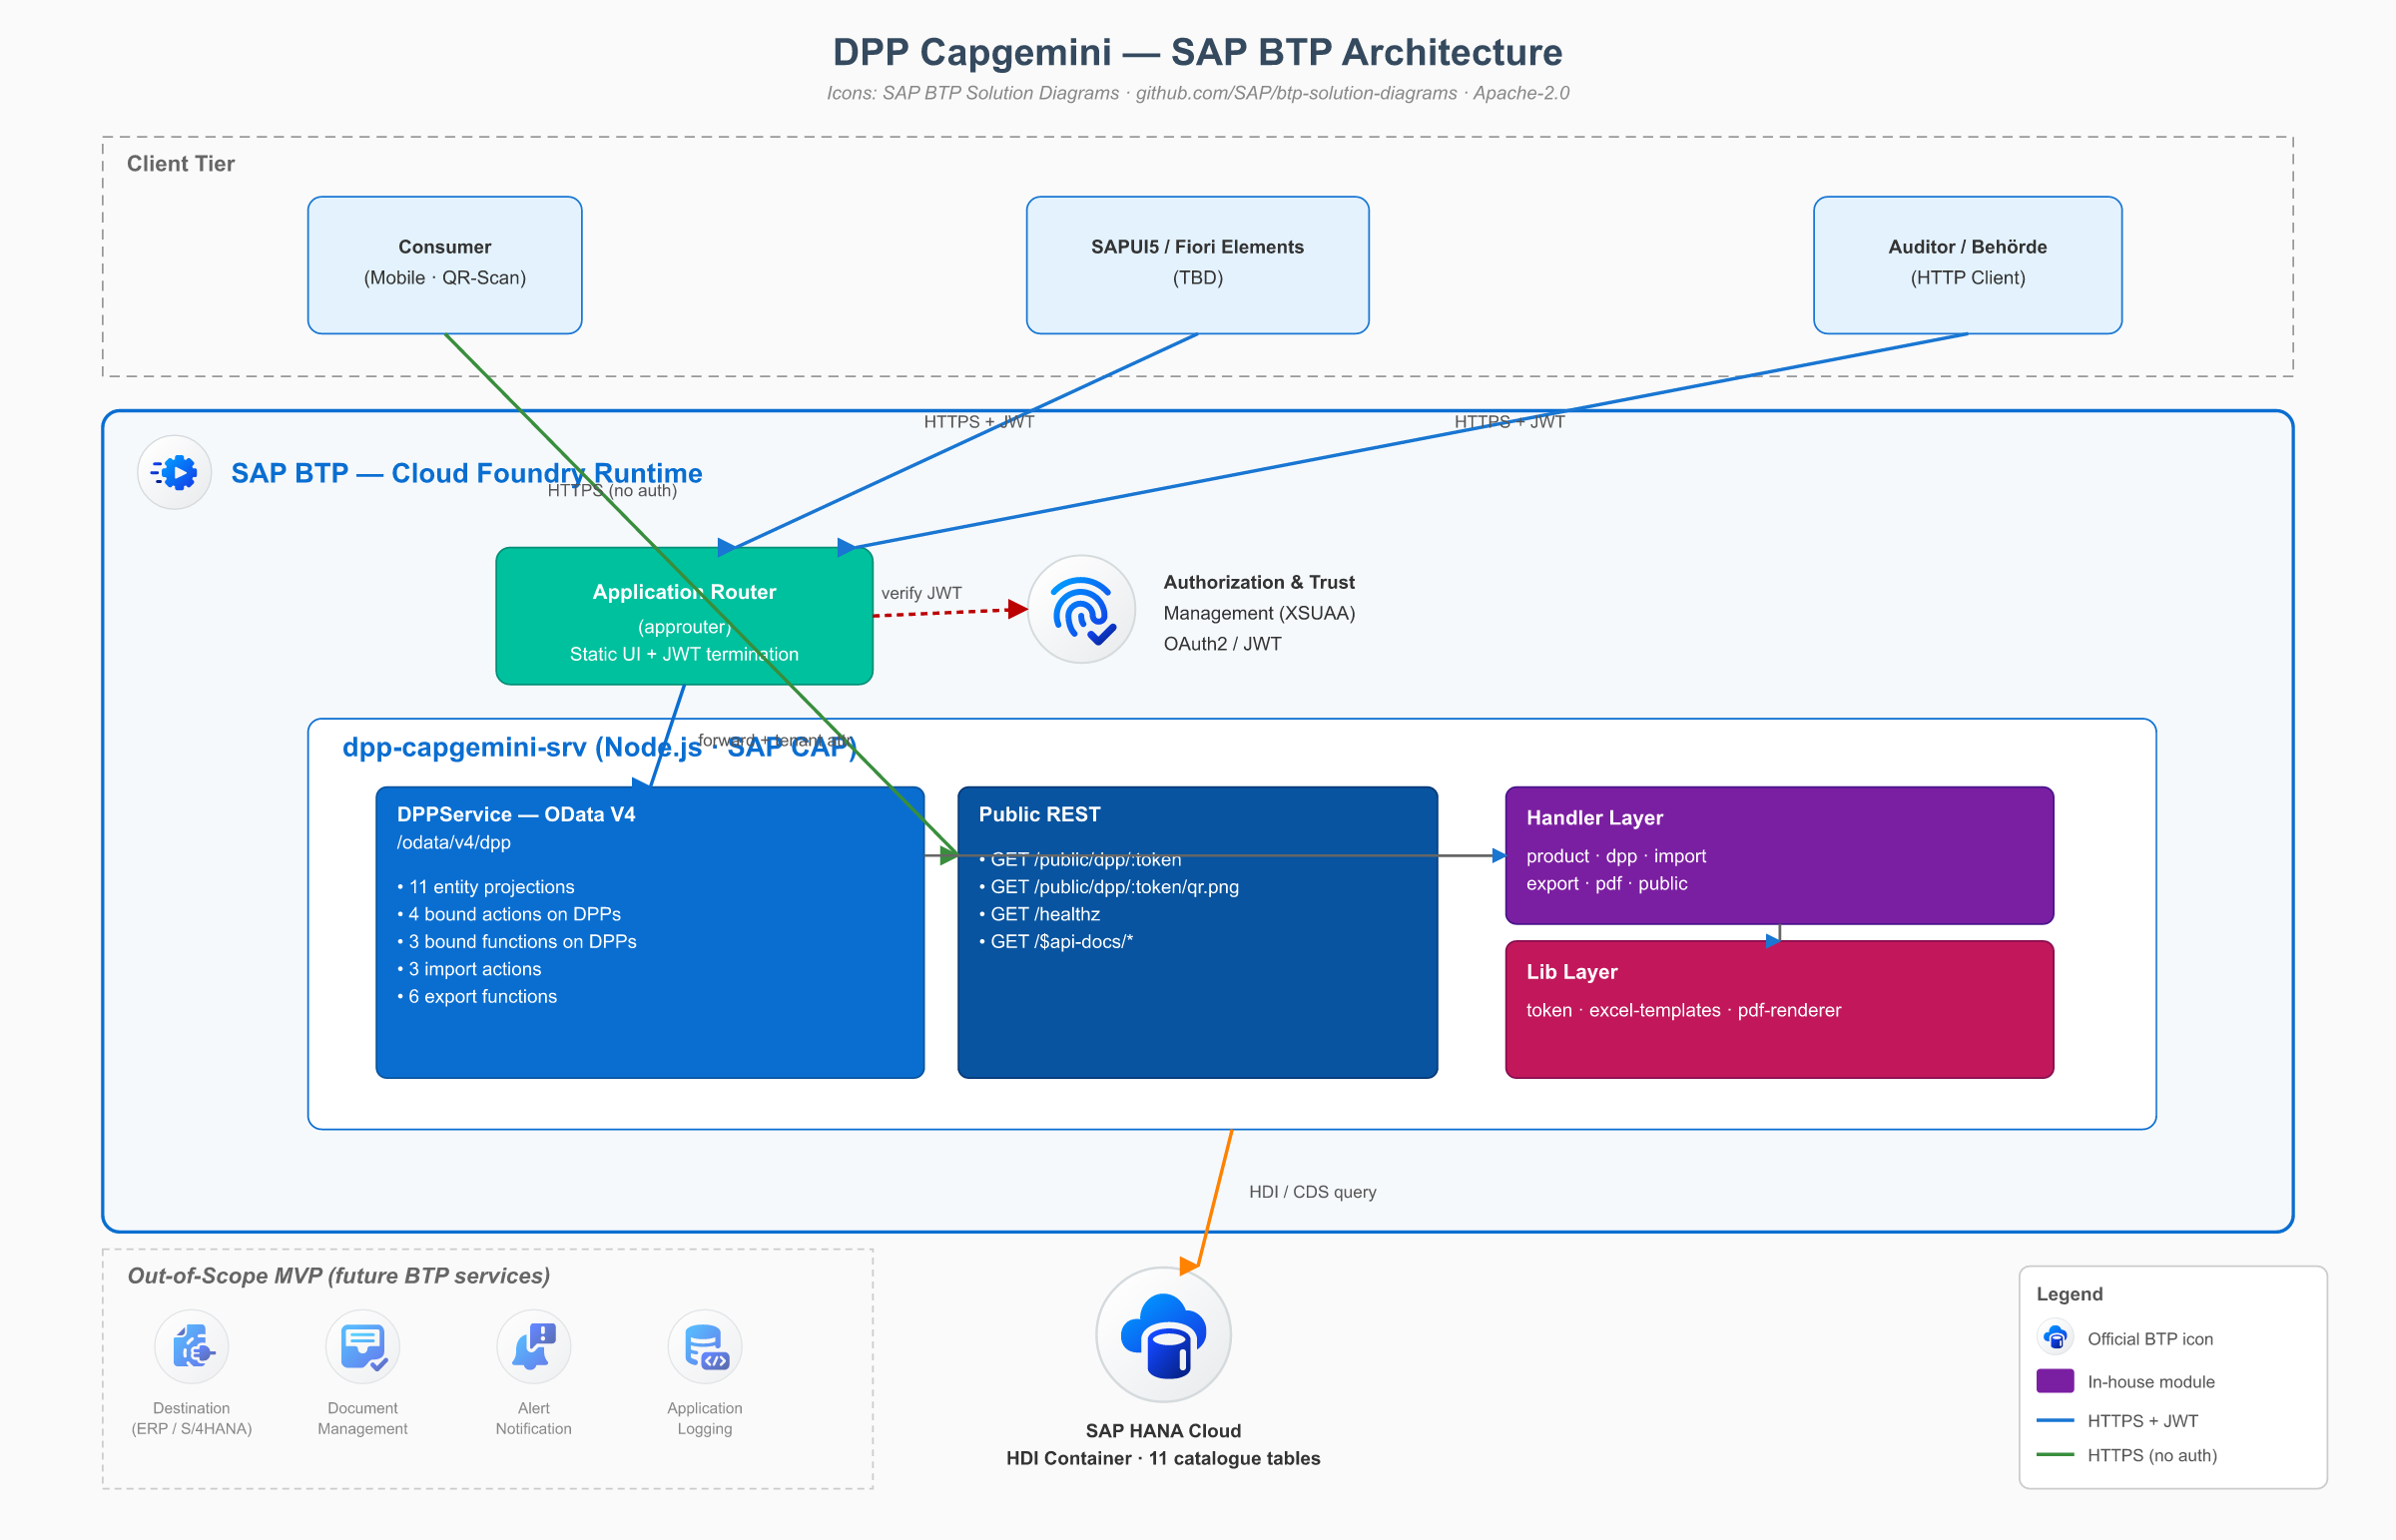 DPP Capgemini — SAP BTP Architecture
Icons: SAP BTP Solution Diagrams · github.com/SAP/btp-solution-diagrams · Apache-2.0
Client Tier
Consumer
(Mobile · QR-Scan)
SAPUI5 / Fiori Elements
(TBD)
Auditor / Behörde
(HTTP Client)
HTTPS + JWT
HTTPS + JWT
SAP BTP — Cloud Foundry Runtime
HTTPS (no auth)
Application Router
(approuter)
Static UI + JWT termination
verify JWT
Authorization & Trust
Management (XSUAA)
OAuth2 / JWT
forward + tenant attr
dpp-capgemini-srv (Node.js · SAP CAP)
DPPService — OData V4
/odata/v4/dpp
• 11 entity projections
• 4 bound actions on DPPs
• 3 bound functions on DPPs
• 3 import actions
• 6 export functions
Public REST
• GET /public/dpp/:token
• GET /public/dpp/:token/qr.png
• GET /healthz
• GET /$api-docs/*
Handler Layer
product · dpp · import
export · pdf · public
Lib Layer
token · excel-templates · pdf-renderer
HDI / CDS query
Out-of-Scope MVP (future BTP services)
Destination
(ERP / S/4HANA)
Document
Management
Alert
Notification
Application
Logging
SAP HANA Cloud
HDI Container · 11 catalogue tables
Legend
Official BTP icon
In-house module
HTTPS + JWT
HTTPS (no auth)